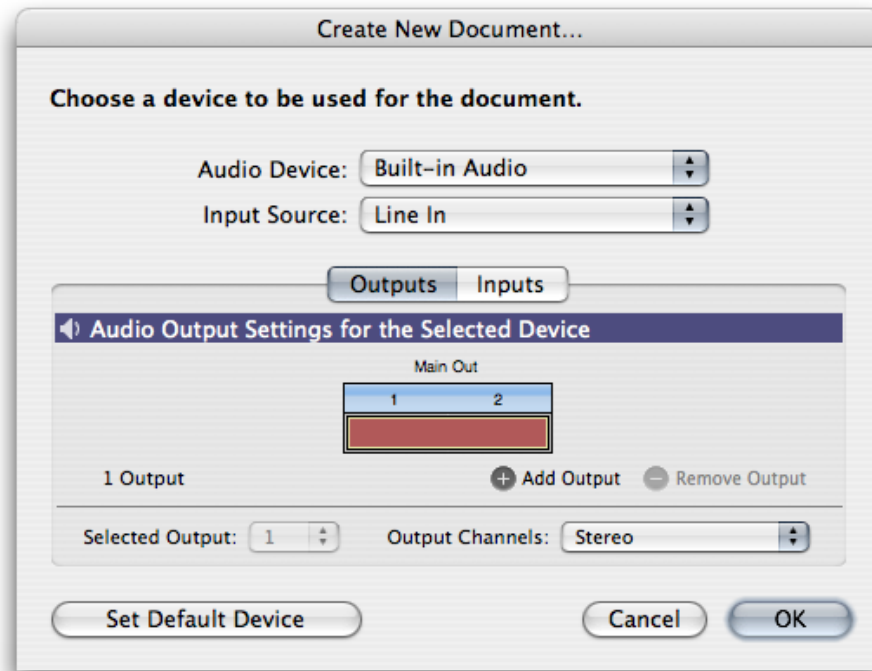 Create New Document...
Choose a device to be used for the document.
Audio Device: Built-in Audio
Input Source: Line In
Outputs Inputs
Audio Output Settings for the Selected Device
Main Out
1 2
1 Output Add Output Remove Output
Selected Output: 1 Output Channels: Stereo
Set Default Device Cancel OK